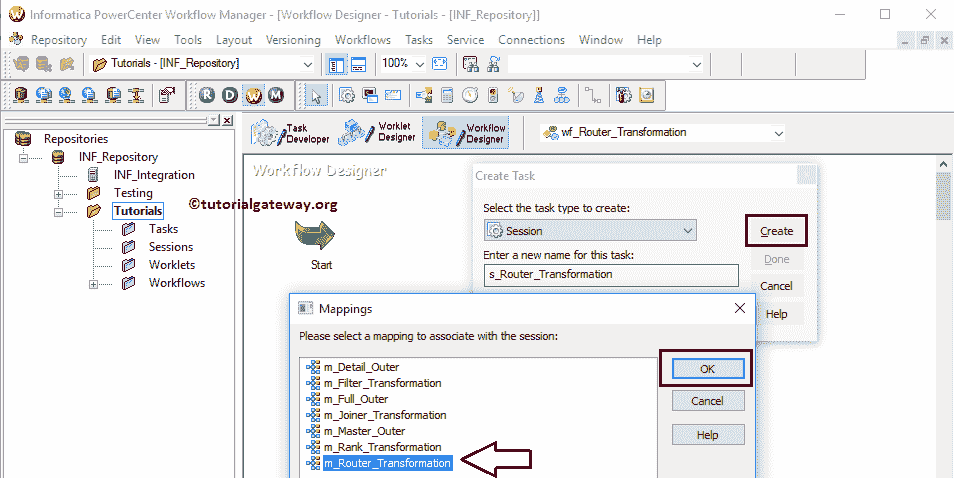 Informatica PowerCenter Workflow Manager - [Workflow Designer - Tutorials - [INF_Repository]]
Repository Edit View Tools Layout Versioning Workflows Tasks Service Connections Window Help
Tutorials - [INF_Repository]
100%
R D W M
Repositories
INF_Repository
INF_Integration
Testing
Tutorials
Tasks
Sessions
Worklets
Workflows
©tutorialgateway.org
Task
Developer
Worklet
Designer
Workflow
Designer
wf_Router_Transformation
Workflow Designer
Start
Create Task
Select the task type to create:
Session
Enter a new name for this task:
s_Router_Transformation
Create
Done
Cancel
Help
Mappings
Please select a mapping to associate with the session:
m_Detail_Outer
m_Filter_Transformation
m_Full_Outer
m_Joiner_Transformation
m_Master_Outer
m_Rank_Transformation
m_Router_Transformation
OK
Cancel
Help